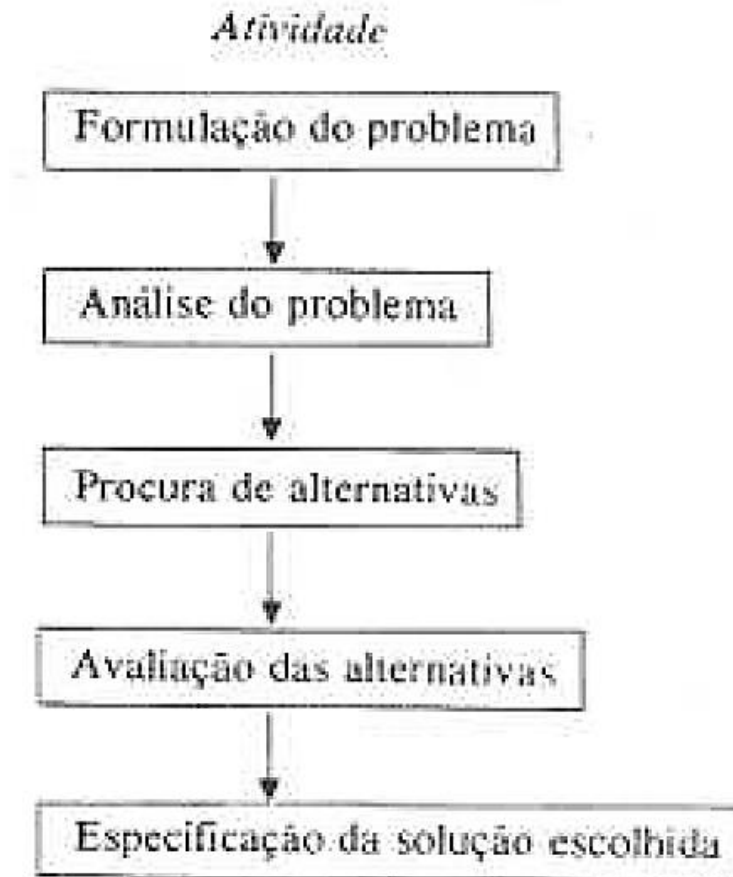 Atividade
Formulação do problema
Análise do problema
Procura de alternativas
Avaliação das alternativas
Especificação da solução escolhida